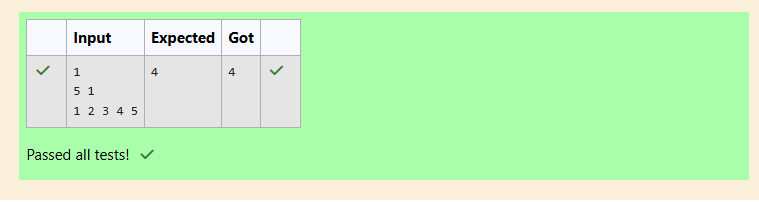 Input Expected Got
1 4 4
5 1
1 2 3 4 5
Passed all tests!